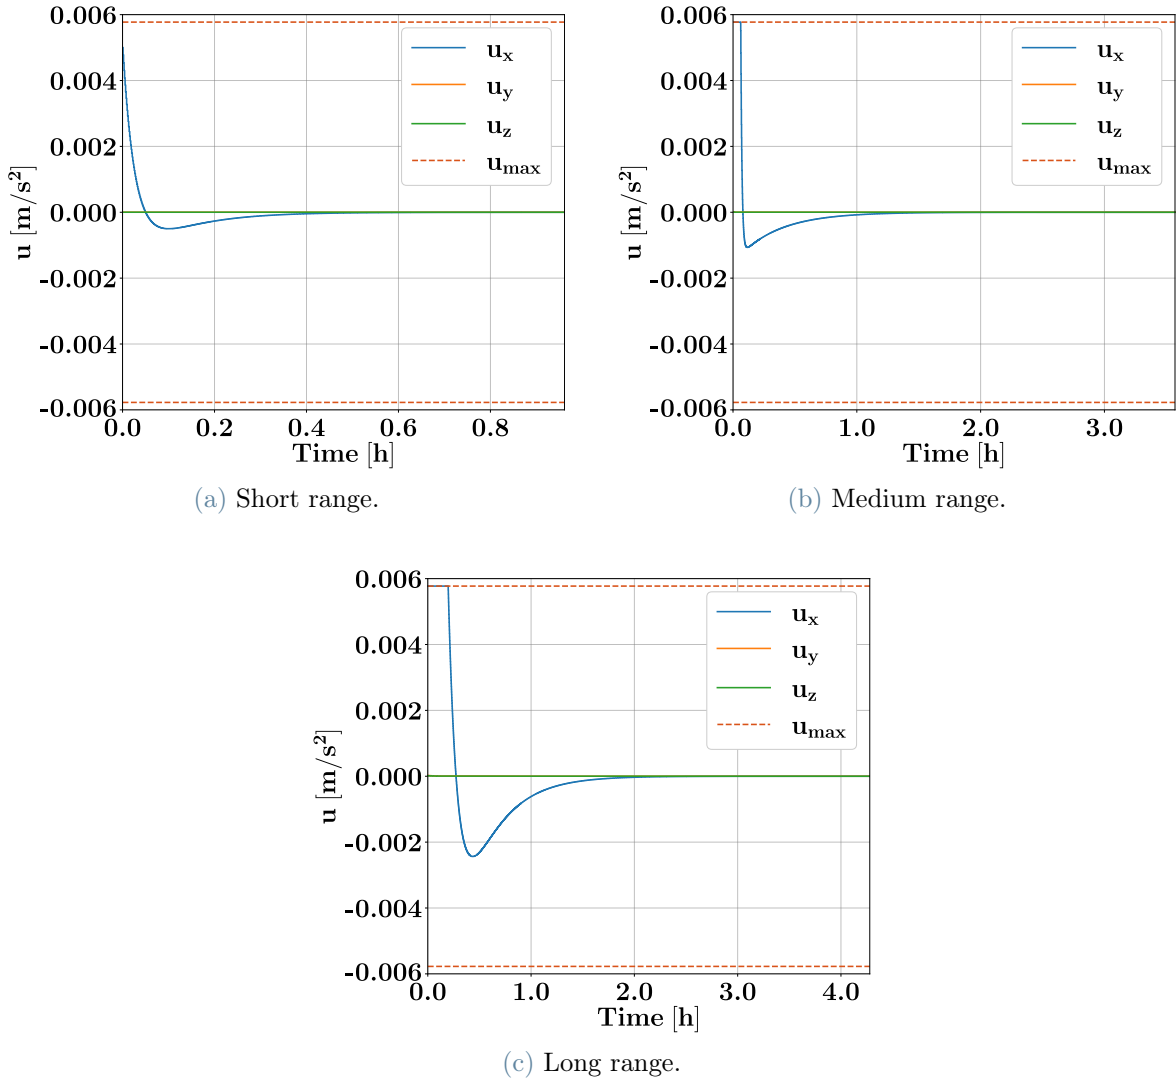 0.006
0.004
0.002
0.000
-0.002
-0.004
-0.006
u [m/s²]
0.0 0.2 0.4 0.6 0.8
Time [h]
u_x
u_y
u_z
u_max
(a) Short range.
0.006
0.004
0.002
0.000
-0.002
-0.004
-0.006
u [m/s²]
0.0 1.0 2.0 3.0
Time [h]
u_x
u_y
u_z
u_max
(b) Medium range.
0.006
0.004
0.002
0.000
-0.002
-0.004
-0.006
u [m/s²]
0.0 1.0 2.0 3.0 4.0
Time [h]
u_x
u_y
u_z
u_max
(c) Long range.